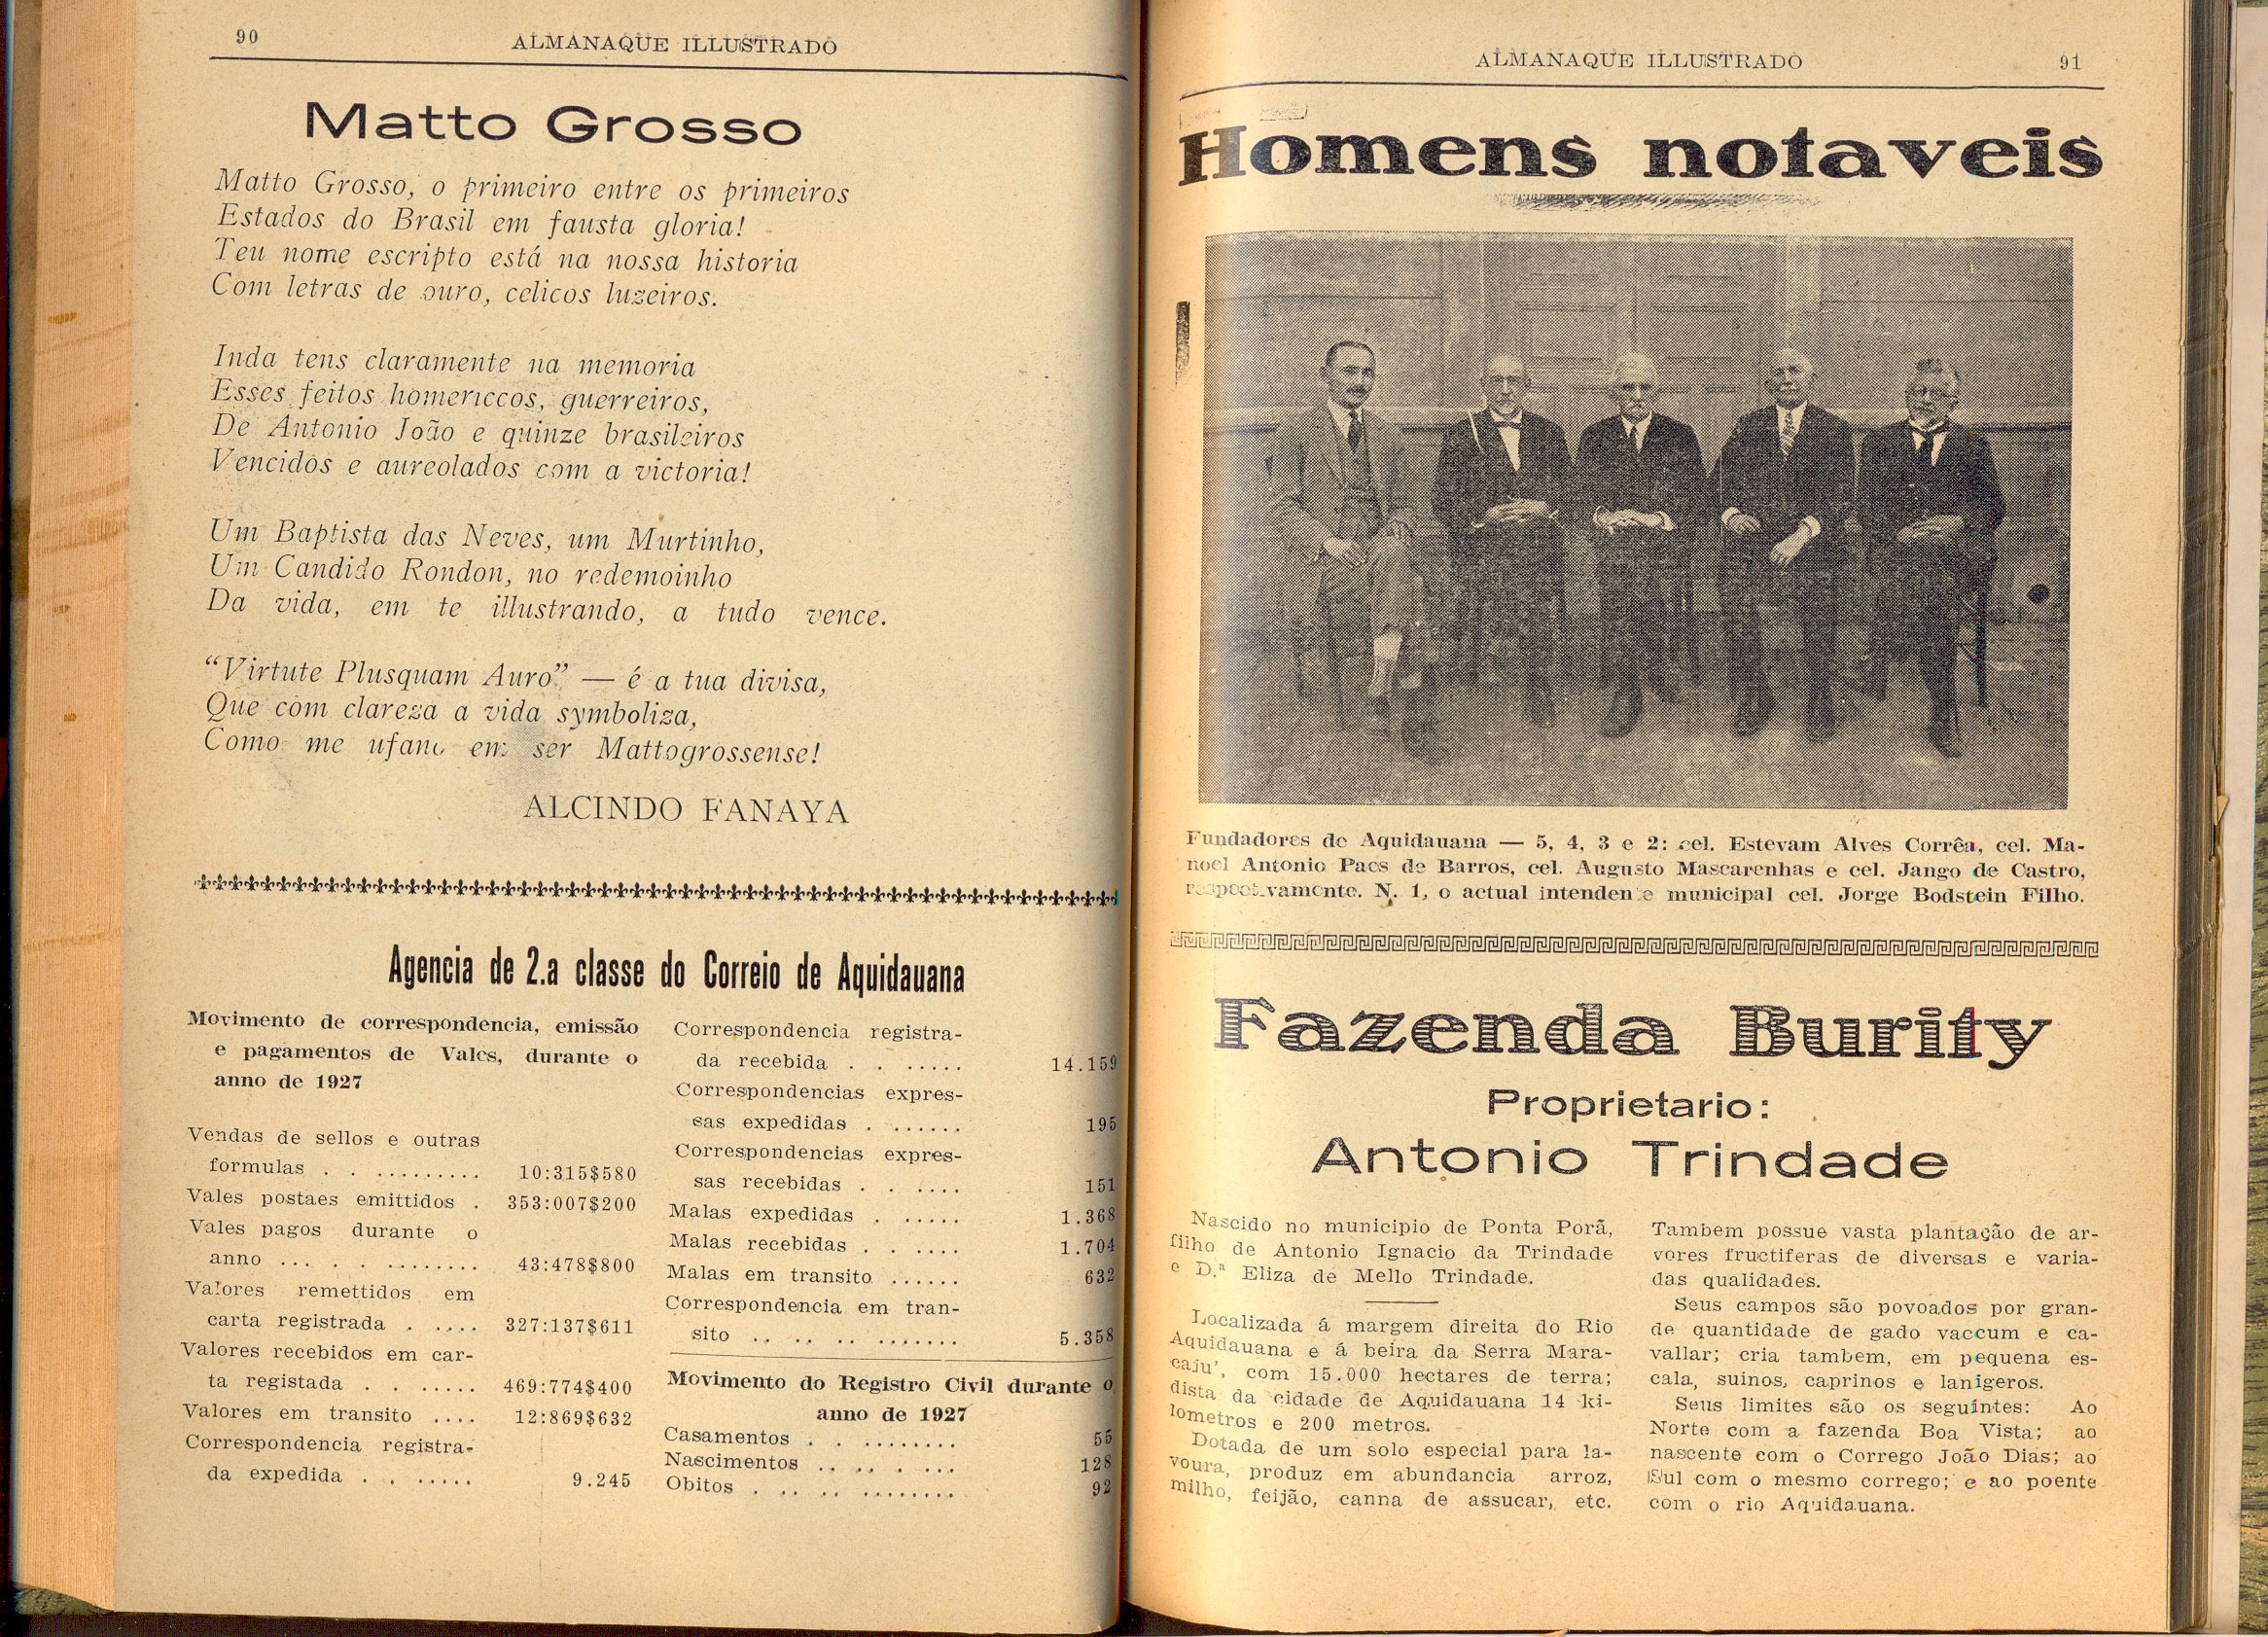 90
ALMANAQUE ILLUSTRADO
Matto Grosso
Matto Grosso, o primeiro entre os primeiros
Estados do Brasil em fausta gloria!
Teu nome escripto está na nossa historia
Com letras de ouro, celicos luzeiros.
Inda tens claramente na memoria
Esses feitos homericcos, guerreiros,
De Antonio João e quinze brasileiros
Vencidos e aureolados com a victoria!
Um Baptista das Neves, um Murtinho,
Um Candido Rondon, no redemoinho
Da vida, em te illustrando, a tudo vence.
“Virtute Plusquam Auro” — é a tua divisa,
Que com clareza a vida symboliza,
Como me ufano em ser Mattogrossense!
ALCINDO FANAYA
Agencia de 2.a classe do Correio de Aquidauana
Movimento de correspondencia, emissão
e pagamentos de Vales, durante o
anno de 1927
Vendas de sellos e outras
formulas . . ......... 10:315$580
Vales postaes emittidos . 353:007$200
Vales pagos durante o
anno ... . . ........ 43:478$800
Valores remettidos em
carta registrada . .... 327:137$611
Valores recebidos em car-
ta registada . . ...... 469:774$400
Valores em transito .... 12:869$632
Correspondencia registra-
da expedida . . ..... 9.245
Correspondencia registra-
da recebida . . ..... 14.159
Correspondencias expres-
sas expedidas . ...... 195
Correspondencias expres-
sas recebidas . . .... 151
Malas expedidas . ..... 1.368
Malas recebidas . . .... 1.704
Malas em transito ...... 632
Correspondencia em tran-
sito .. .. .. ....... 5.358
Movimento do Registro Civil durante o
anno de 1927
Casamentos . . ........ 55
Nascimentos .. .. . ... 128
Obitos . .. .. ........ 92
ALMANAQUE ILLUSTRADO
91
Homens notaveis
Fundadores de Aquidauana — 5, 4, 3 e 2: cel. Estevam Alves Corrêa, cel. Ma-
noel Antonio Paes de Barros, cel. Augusto Mascarenhas e cel. Jango de Castro,
respectivamente. N. 1, o actual intendente municipal cel. Jorge Bodstein Filho.
Fazenda Burity
Proprietario:
Antonio Trindade
Nascido no municipio de Ponta Porã,
filho de Antonio Ignacio da Trindade
e D.ª Eliza de Mello Trindade.
Localizada á margem direita do Rio
Aquidauana e á beira da Serra Mara-
caju', com 15.000 hectares de terra;
dista da cidade de Aquidauana 14 ki-
lometros e 200 metros.
Dotada de um solo especial para la-
voura, produz em abundancia arroz,
milho, feijão, canna de assucar, etc.
Tambem possue vasta plantação de ar-
vores fructiferas de diversas e varia-
das qualidades.
Seus campos são povoados por gran-
de quantidade de gado vaccum e ca-
vallar; cria tambem, em pequena es-
cala, suinos, caprinos e lanigeros.
Seus limites são os seguintes: Ao
Norte com a fazenda Boa Vista; ao
nascente com o Corrego João Dias; ao
Sul com o mesmo corrego; e ao poente
com o rio Aquidauana.